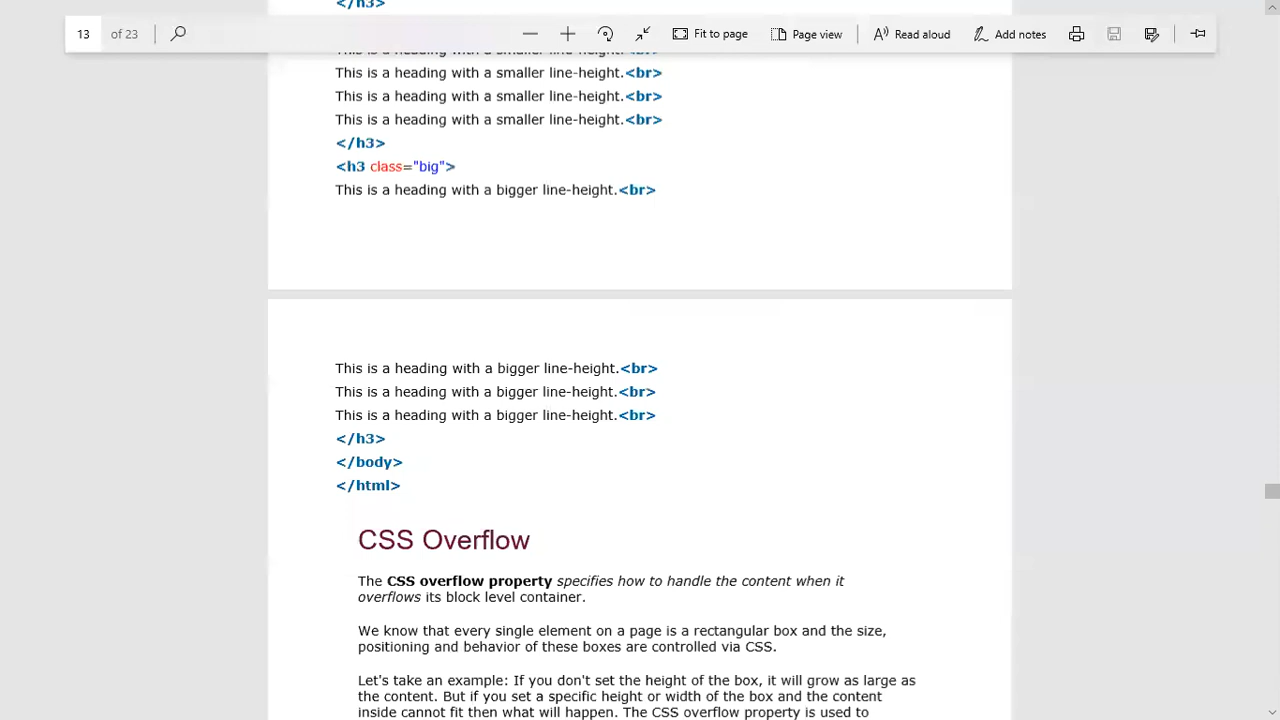 </h3>
13 of 23 Fit to page Page view Read aloud Add notes
This is a heading with a smaller line-height.<br>
This is a heading with a smaller line-height.<br>
This is a heading with a smaller line-height.<br>
This is a heading with a smaller line-height.<br>
</h3>
<h3 class="big">
This is a heading with a bigger line-height.<br>
This is a heading with a bigger line-height.<br>
This is a heading with a bigger line-height.<br>
This is a heading with a bigger line-height.<br>
</h3>
</body>
</html>
CSS Overflow
The CSS overflow property specifies how to handle the content when it
overflows its block level container.
We know that every single element on a page is a rectangular box and the size,
positioning and behavior of these boxes are controlled via CSS.
Let's take an example: If you don't set the height of the box, it will grow as large as
the content. But if you set a specific height or width of the box and the content
inside cannot fit then what will happen. The CSS overflow property is used to